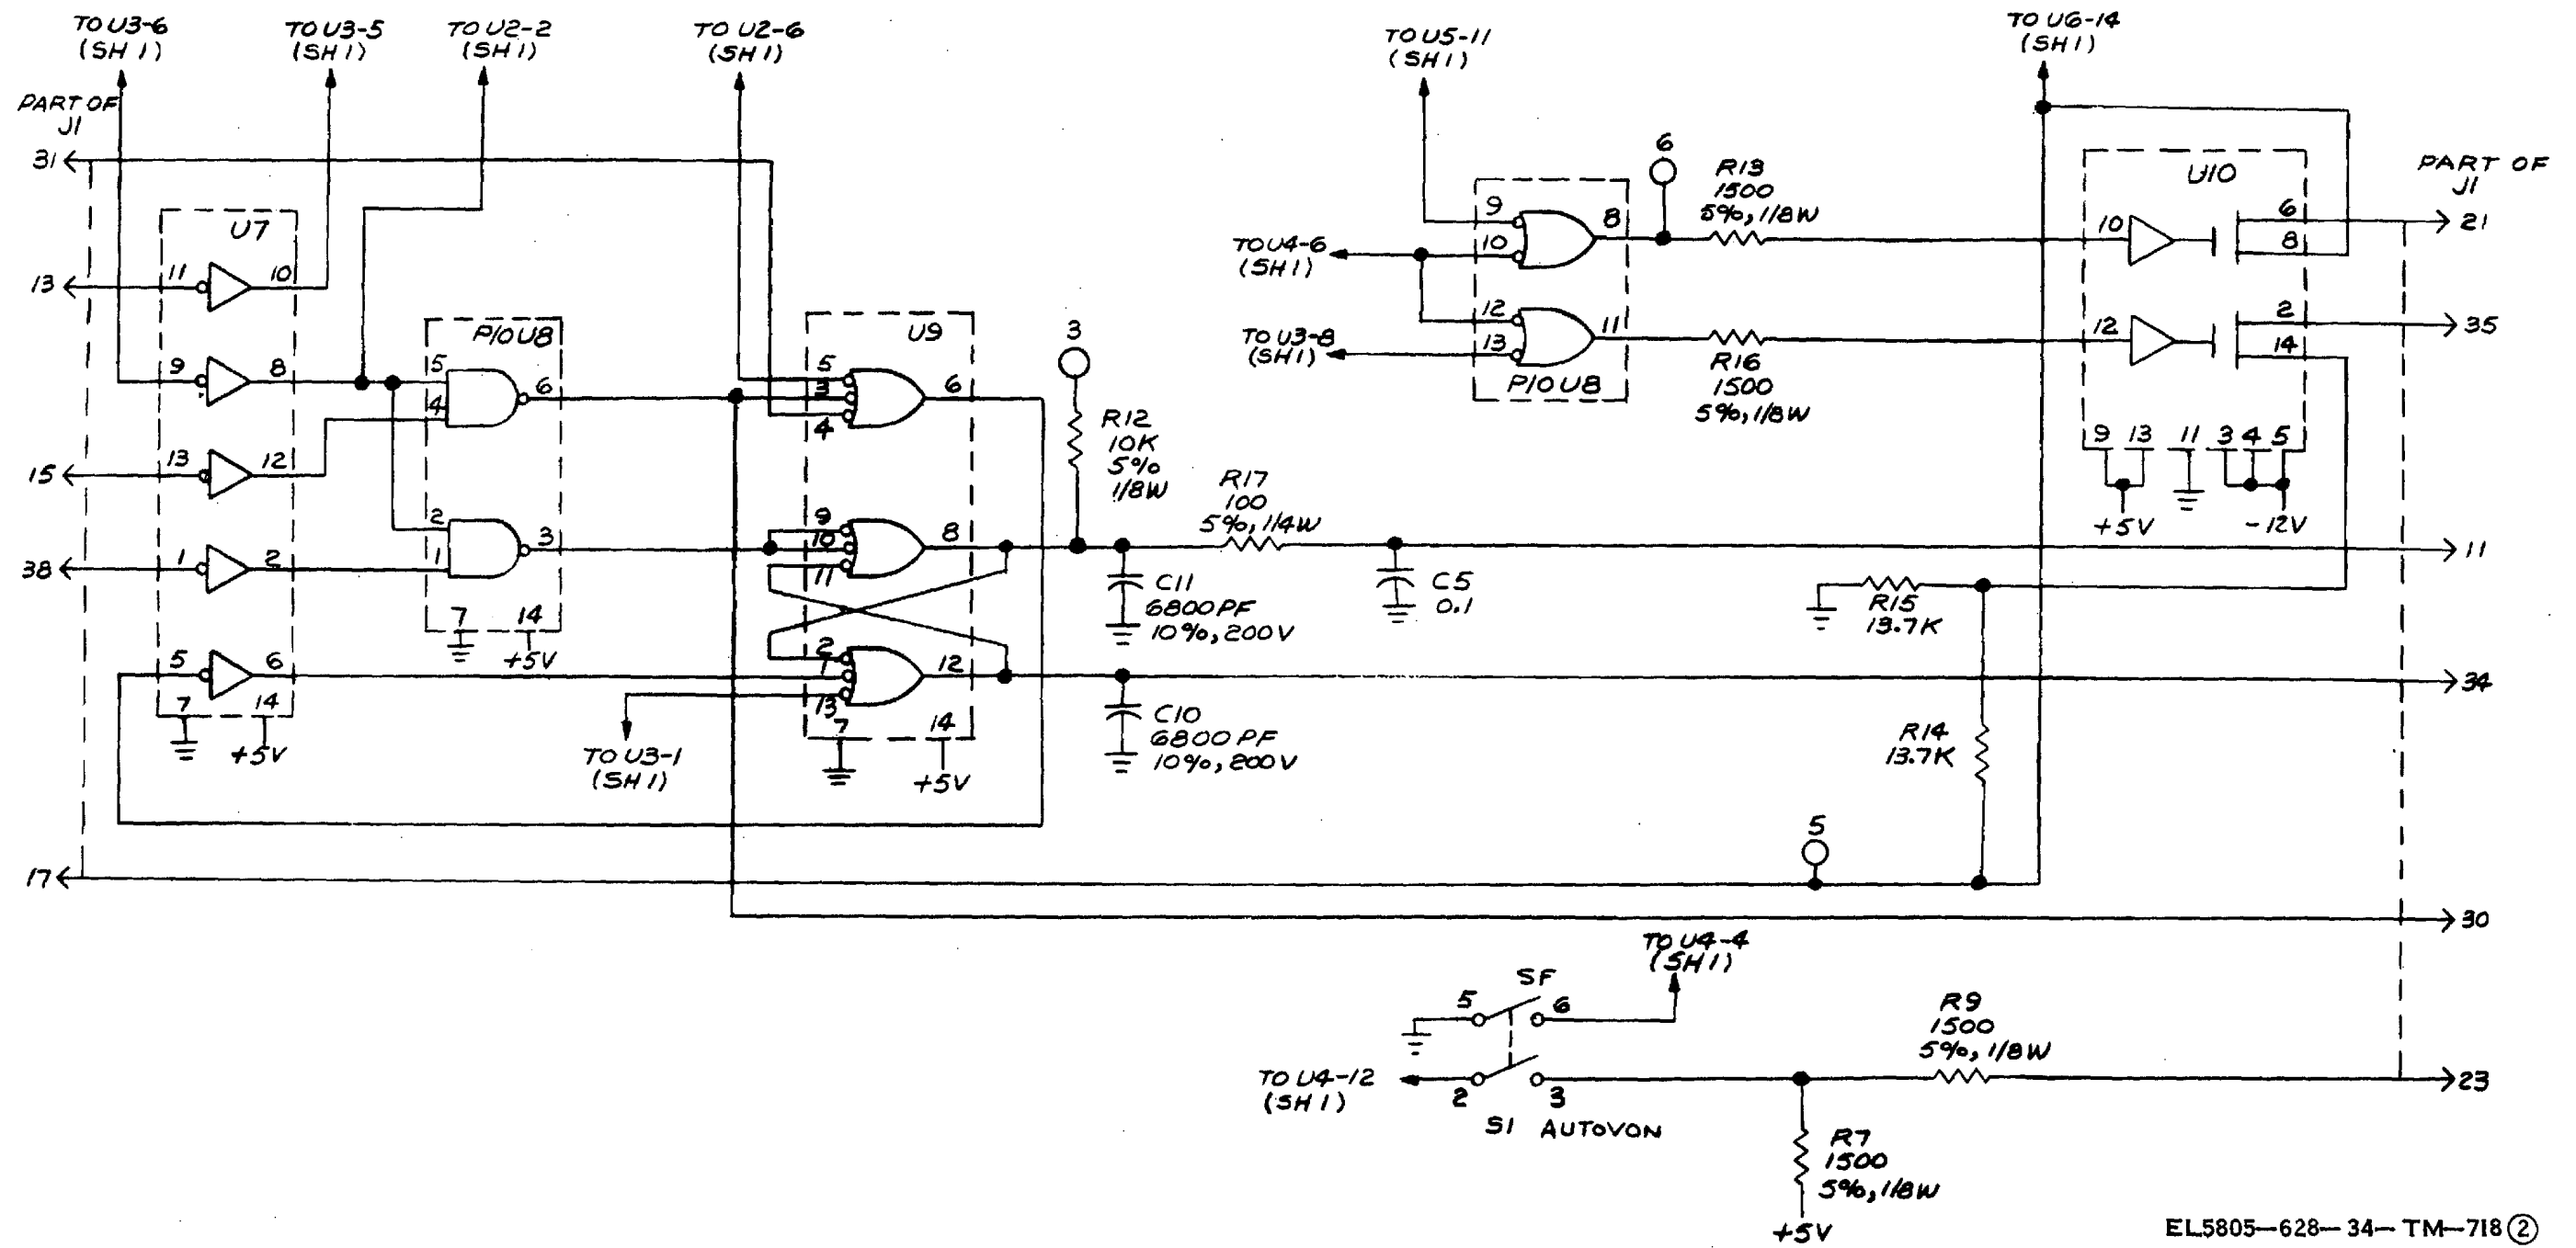 TO U3-6
(SH 1)
TO U3-5
(SH 1)
TO U2-2
(SH 1)
TO U2-6
(SH 1)
TO U5-11
(SH 1)
TO U6-14
(SH 1)
PART OF
J1
31
13
15
38
17
U7
11
10
9
8
13
12
1
2
5
6
7
14
+5V
P/O U8
5
4
6
2
1
3
7
14
+5V
U9
5
3
4
6
9
10
11
8
2
1
13
12
7
14
+5V
TO U3-1
(SH 1)
3
R12
10K
5%
1/8W
C11
6800PF
10%, 200V
C10
6800PF
10%, 200V
R17
100
5%, 1/4W
C5
0.1
TO U4-6
(SH 1)
TO U3-8
(SH 1)
9
10
8
12
13
11
P/O U8
6
R13
1500
5%, 1/8W
R16
1500
5%, 1/8W
U10
10
6
8
12
2
14
9
13
11
3
4
5
+5V
-12V
PART OF
J1
21
35
11
34
30
23
R15
13.7K
R14
13.7K
5
TO U4-4
(SH 1)
SF
5
6
TO U4-12
(SH 1)
2
3
S1 AUTOVON
R9
1500
5%, 1/8W
R7
1500
5%, 1/8W
+5V
EL5805-628-34-TM-718②